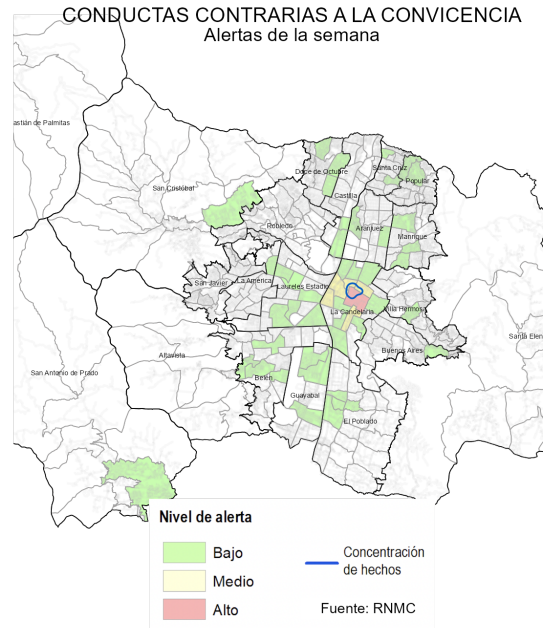 CONDUCTAS CONTRARIAS A LA CONVICENCIA
Alertas de la semana
astián de Palmitas
San Cristóbal
Doce de Octubre
Santa Cruz
Popular
Castilla
Robledo
Aranjuez
Manrique
San Javier
La América
Laureles Estadio
La Candelaria
Villa Hermosa
Santa Elena
Buenos Aires
Altavista
San Antonio de Prado
Belén
Guayabal
El Poblado
Nivel de alerta
Bajo
Medio
Alto
Concentración
de hechos
Fuente: RNMC